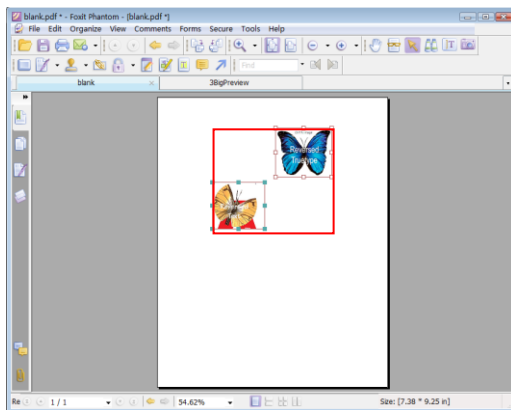 blank.pdf * - Foxit Phantom - [blank.pdf *]
File Edit Organize View Comments Forms Secure Tools Help
Find
blank
3BigPreview
Reversed
Truetype
Re
1 / 1
54.62%
Size: [7.38 * 9.25 in]